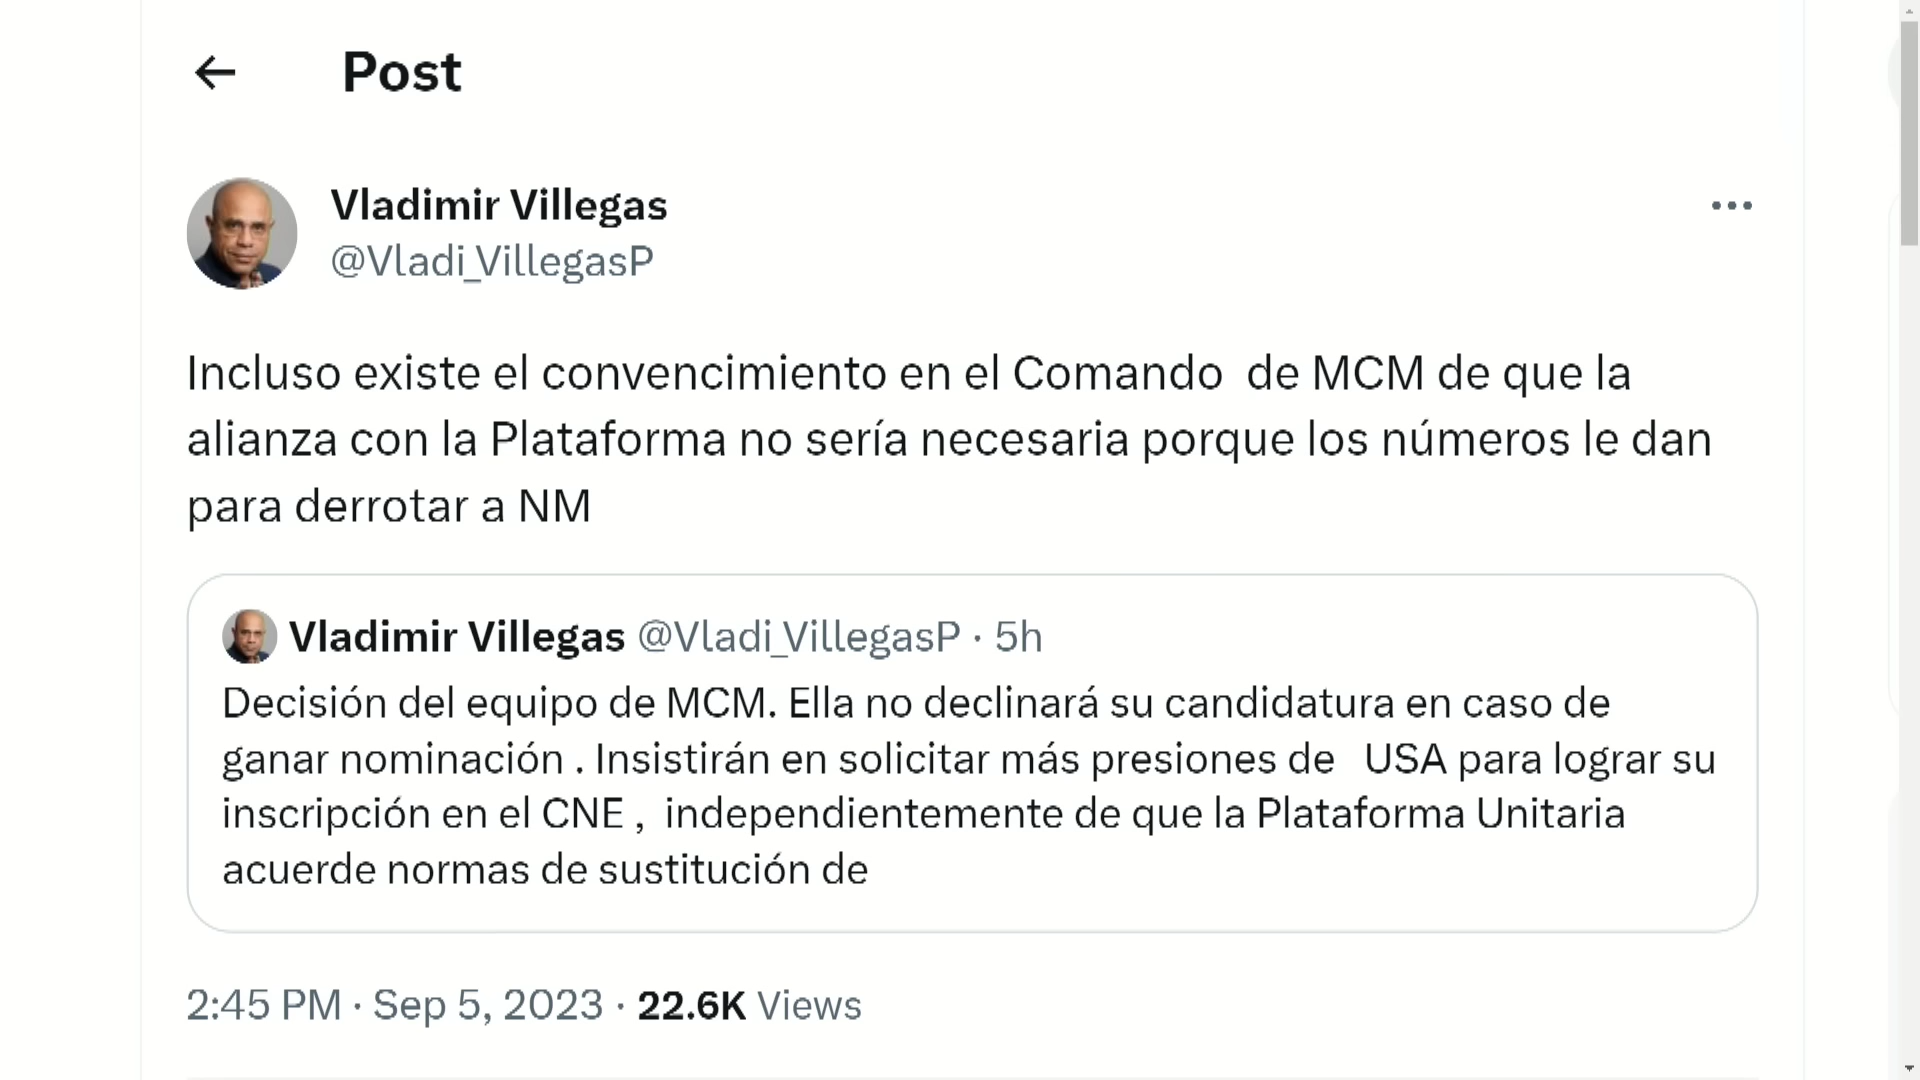 Post
Vladimir Villegas
@Vladi_VillegasP
Incluso existe el convencimiento en el Comando  de MCM de que la
alianza con la Plataforma no sería necesaria porque los números le dan
para derrotar a NM
Vladimir Villegas @Vladi_VillegasP · 5h
Decisión del equipo de MCM. Ella no declinará su candidatura en caso de
ganar nominación . Insistirán en solicitar más presiones de   USA para lograr su
inscripción en el CNE ,  independientemente de que la Plataforma Unitaria
acuerde normas de sustitución de
2:45 PM · Sep 5, 2023 · 22.6K Views